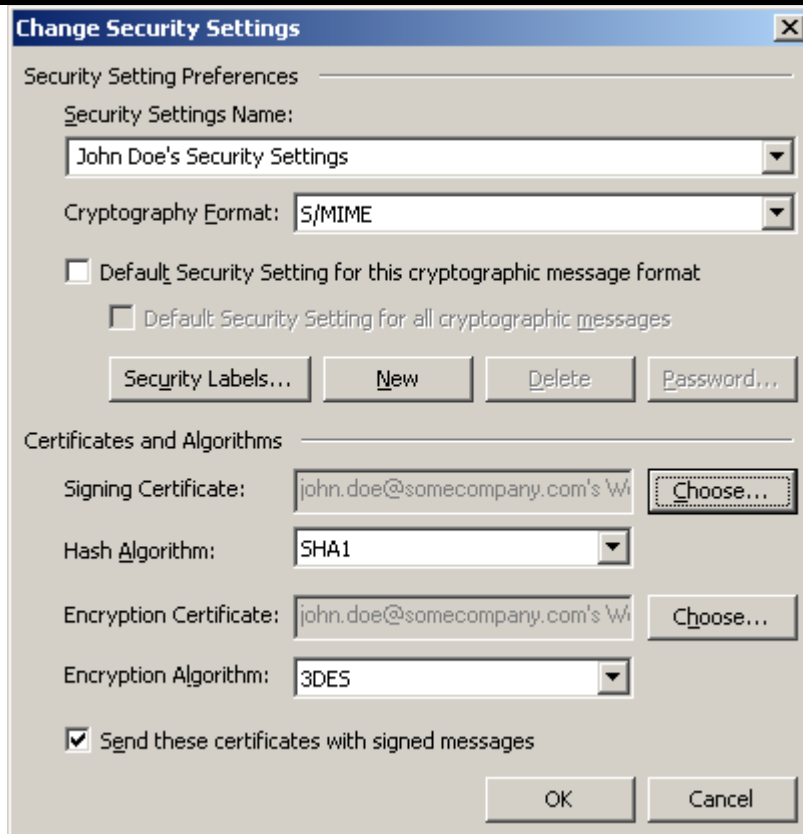 Change Security Settings
Security Setting Preferences
Security Settings Name:
John Doe's Security Settings
Cryptography Format: S/MIME
Default Security Setting for this cryptographic message format
Default Security Setting for all cryptographic messages
Security Labels... New Delete Password...
Certificates and Algorithms
Signing Certificate: john.doe@somecompany.com's Choose...
Hash Algorithm: SHA1
Encryption Certificate: john.doe@somecompany.com's Choose...
Encryption Algorithm: 3DES
Send these certificates with signed messages
OK Cancel